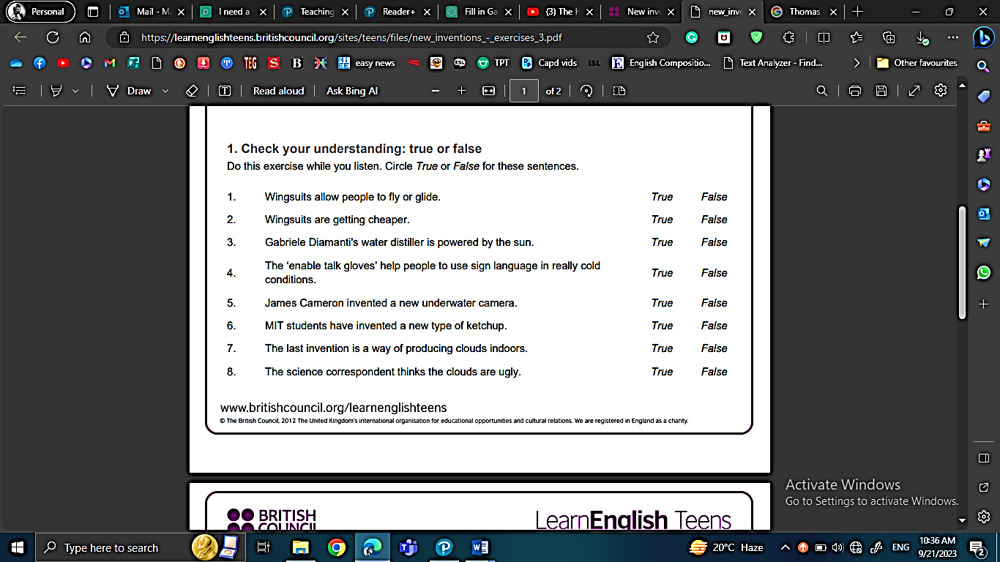 Personal
Mail - M
I need a
Teaching
Reader+
Fill in Ga
(3) The H
New inve
new_inve
Thomas
https://learnenglishteens.britishcouncil.org/sites/teens/files/new_inventions_-_exercises_3.pdf
TEG
easy news
TPT
Capd vids
ISL
English Compositio...
Text Analyzer - Find...
Other favourites
Draw
Read aloud
Ask Bing AI
1
of 2
1. Check your understanding: true or false
Do this exercise while you listen. Circle True or False for these sentences.
1. Wingsuits allow people to fly or glide. True False
2. Wingsuits are getting cheaper. True False
3. Gabriele Diamanti's water distiller is powered by the sun. True False
4. The ‘enable talk gloves’ help people to use sign language in really cold
conditions. True False
5. James Cameron invented a new underwater camera. True False
6. MIT students have invented a new type of ketchup. True False
7. The last invention is a way of producing clouds indoors. True False
8. The science correspondent thinks the clouds are ugly. True False
www.britishcouncil.org/learnenglishteens
© The British Council, 2012 The United Kingdom's international organisation for educational opportunities and cultural relations. We are registered in England as a charity.
BRITISH
COUNCIL
LearnEnglish Teens
Activate Windows
Go to Settings to activate Windows.
Type here to search
20°C Haze
ENG
10:36 AM
9/21/2023
2